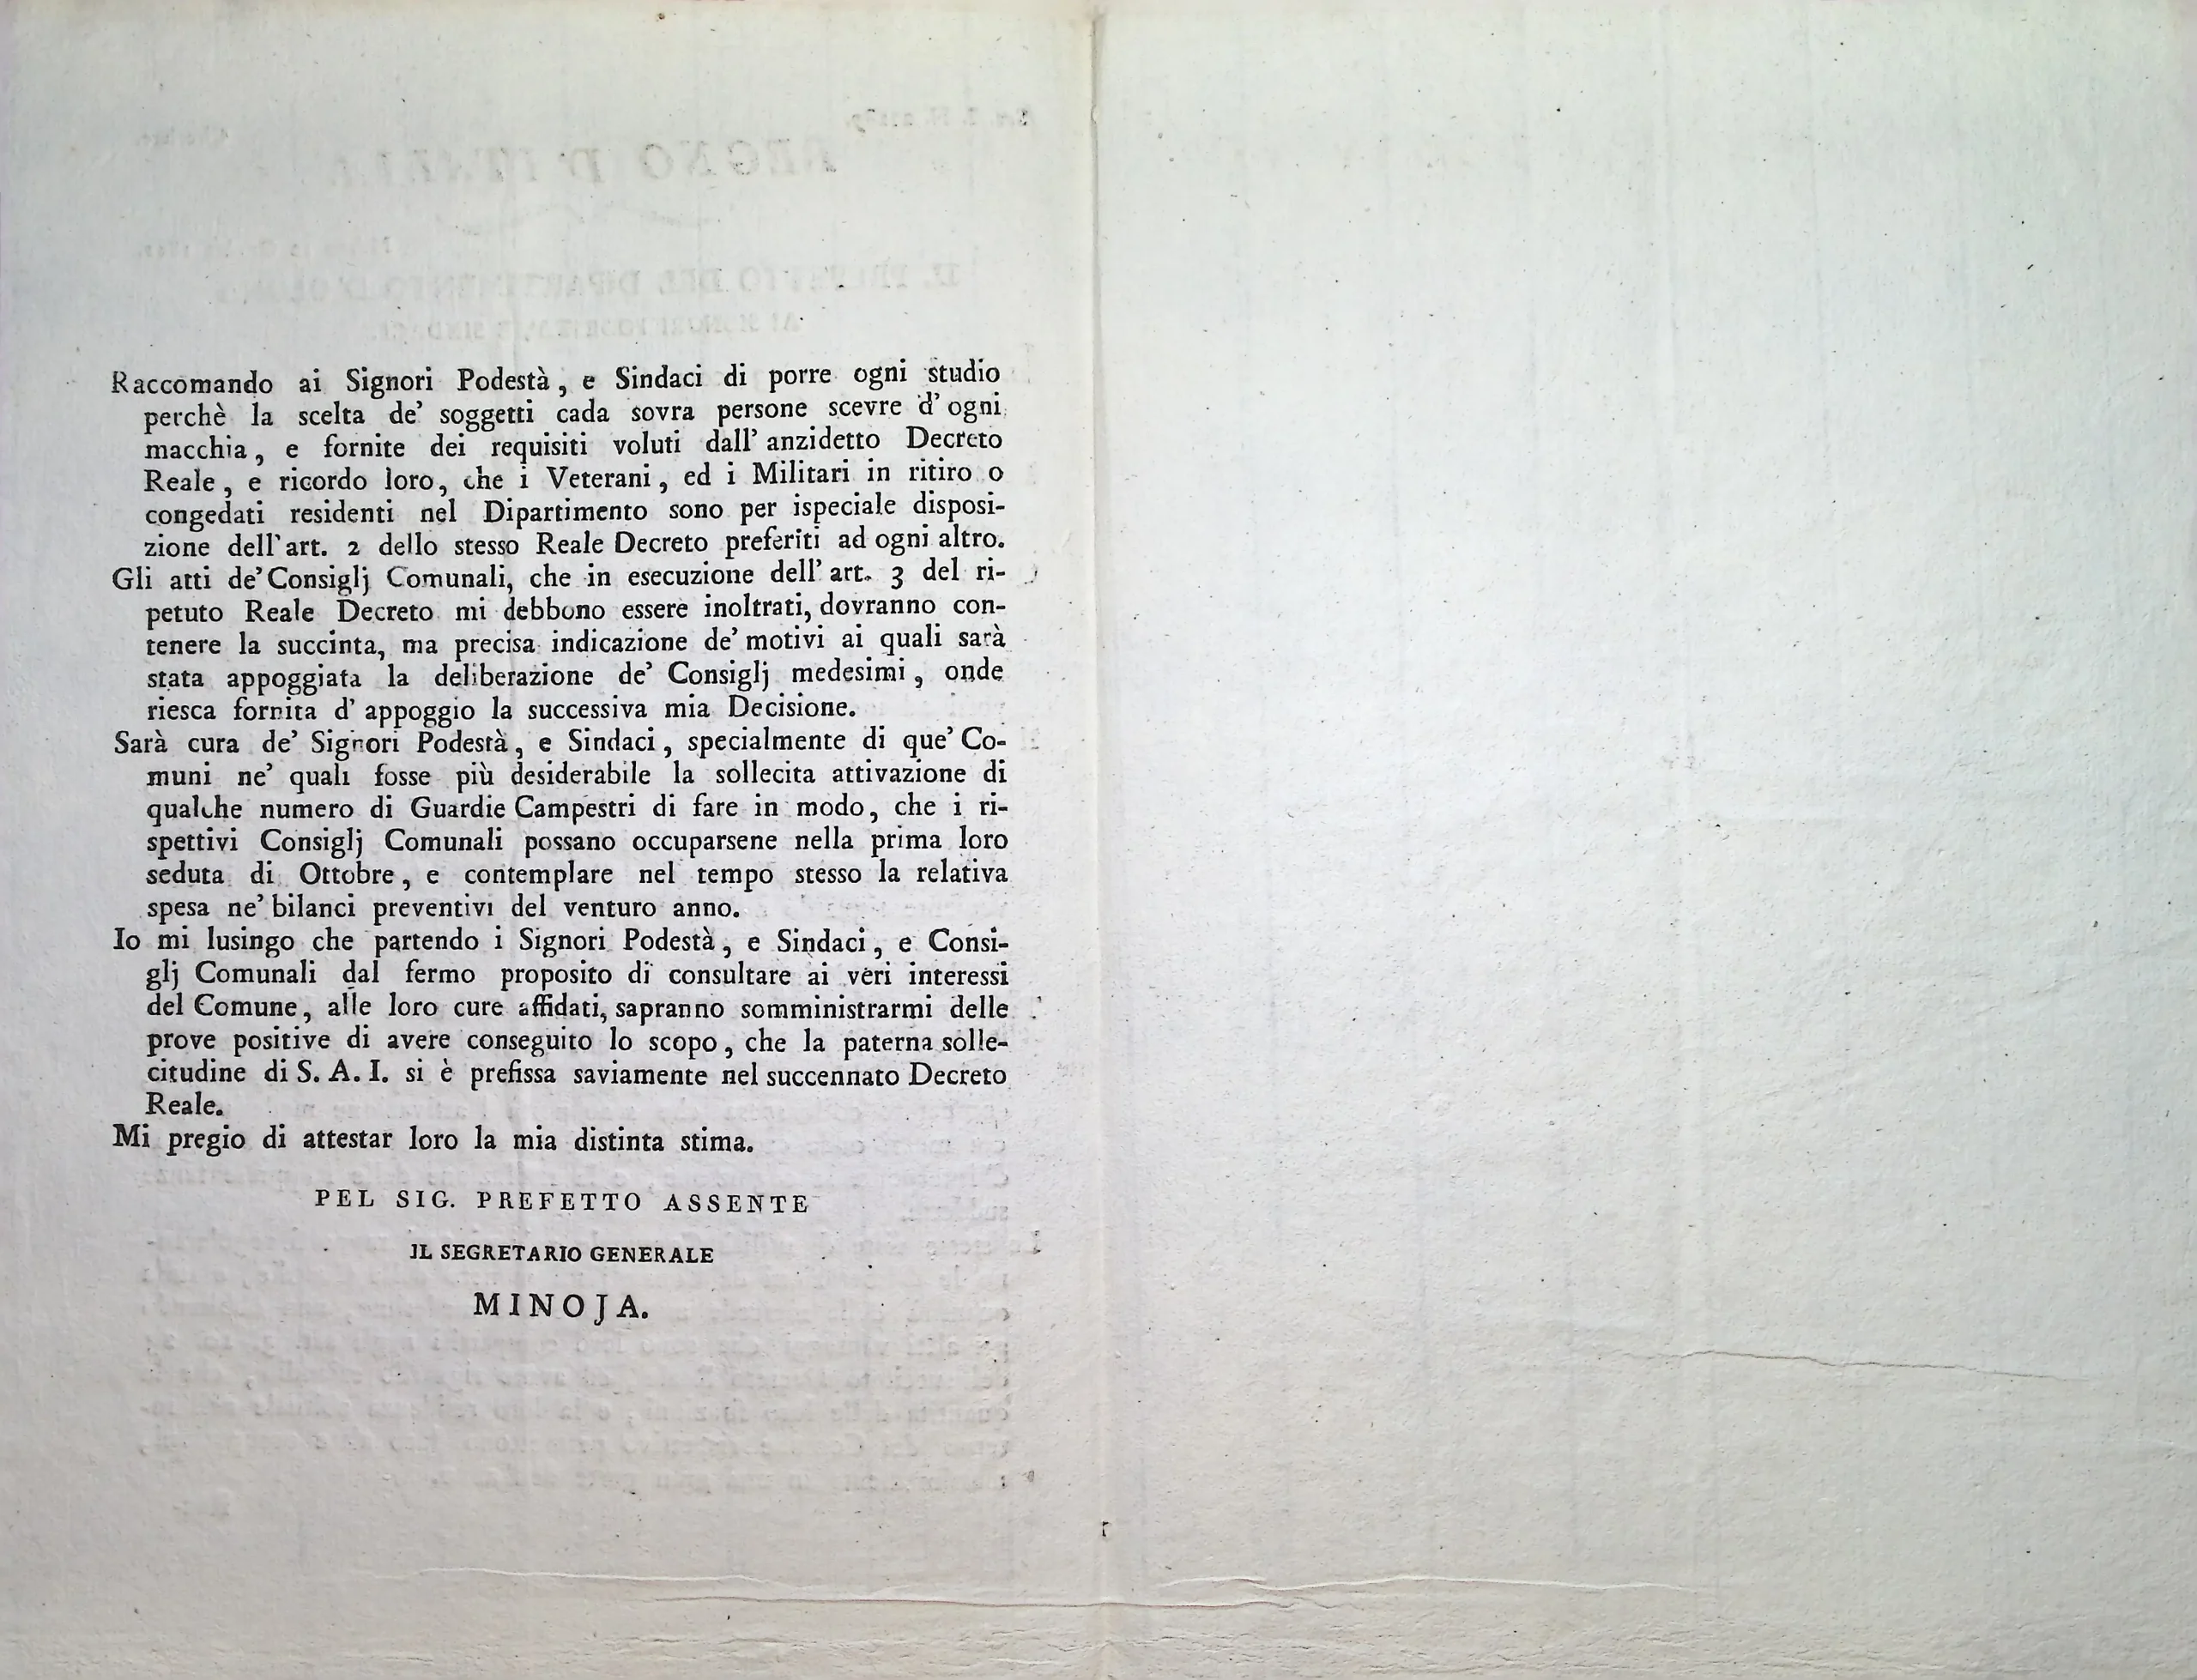 Raccomando ai Signori Podestà, e Sindaci di porre ogni studio
perchè la scelta de' soggetti cada sovra persone scevre d'ogni
macchia, e fornite dei requisiti voluti dall'anzidetto Decreto
Reale, e ricordo loro, che i Veterani, ed i Militari in ritiro o
congedati residenti nel Dipartimento sono per ispeciale disposi-
zione dell'art. 2 dello stesso Reale Decreto preferiti ad ogni altro.
Gli atti de' Consiglj Comunali, che in esecuzione dell'art. 3 del ri-
petuto Reale Decreto mi debbono essere inoltrati, dovranno con-
tenere la succinta, ma precisa indicazione de' motivi ai quali sarà
stata appoggiata la deliberazione de' Consiglj medesimi, onde
riesca fornita d'appoggio la successiva mia Decisione.
Sarà cura de' Signori Podestà, e Sindaci, specialmente di que' Co-
muni ne' quali fosse più desiderabile la sollecita attivazione di
qualche numero di Guardie Campestri di fare in modo, che i ri-
spettivi Consiglj Comunali possano occuparsene nella prima loro
seduta di Ottobre, e contemplare nel tempo stesso la relativa
spesa ne' bilanci preventivi del venturo anno.
Io mi lusingo che partendo i Signori Podestà, e Sindaci, e Consi-
glj Comunali dal fermo proposito di consultare ai veri interessi
del Comune, alle loro cure affidati, sapranno somministrarmi delle
prove positive di avere conseguito lo scopo, che la paterna solle-
citudine di S. A. I. si è prefissa saviamente nel succennato Decreto
Reale.
Mi pregio di attestar loro la mia distinta stima.
PEL SIG. PREFETTO ASSENTE
IL SEGRETARIO GENERALE
MINOJA.